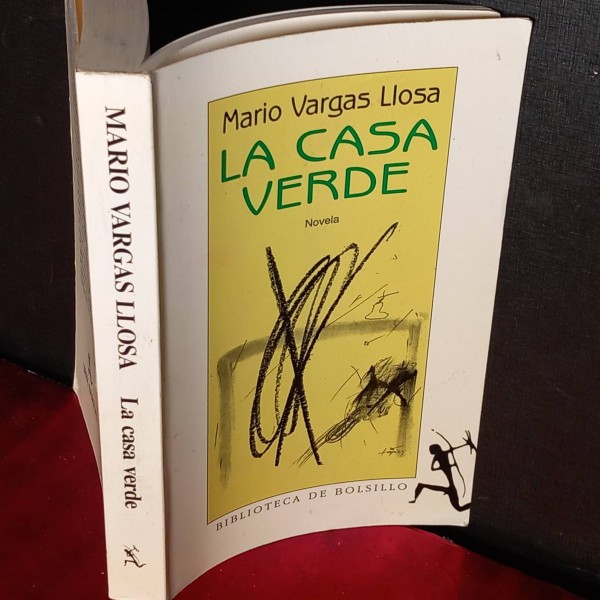 MARIO VARGAS LLOSA La casa verde
Mario Vargas Llosa
LA CASA
VERDE
Novela
BIBLIOTECA DE BOLSILLO